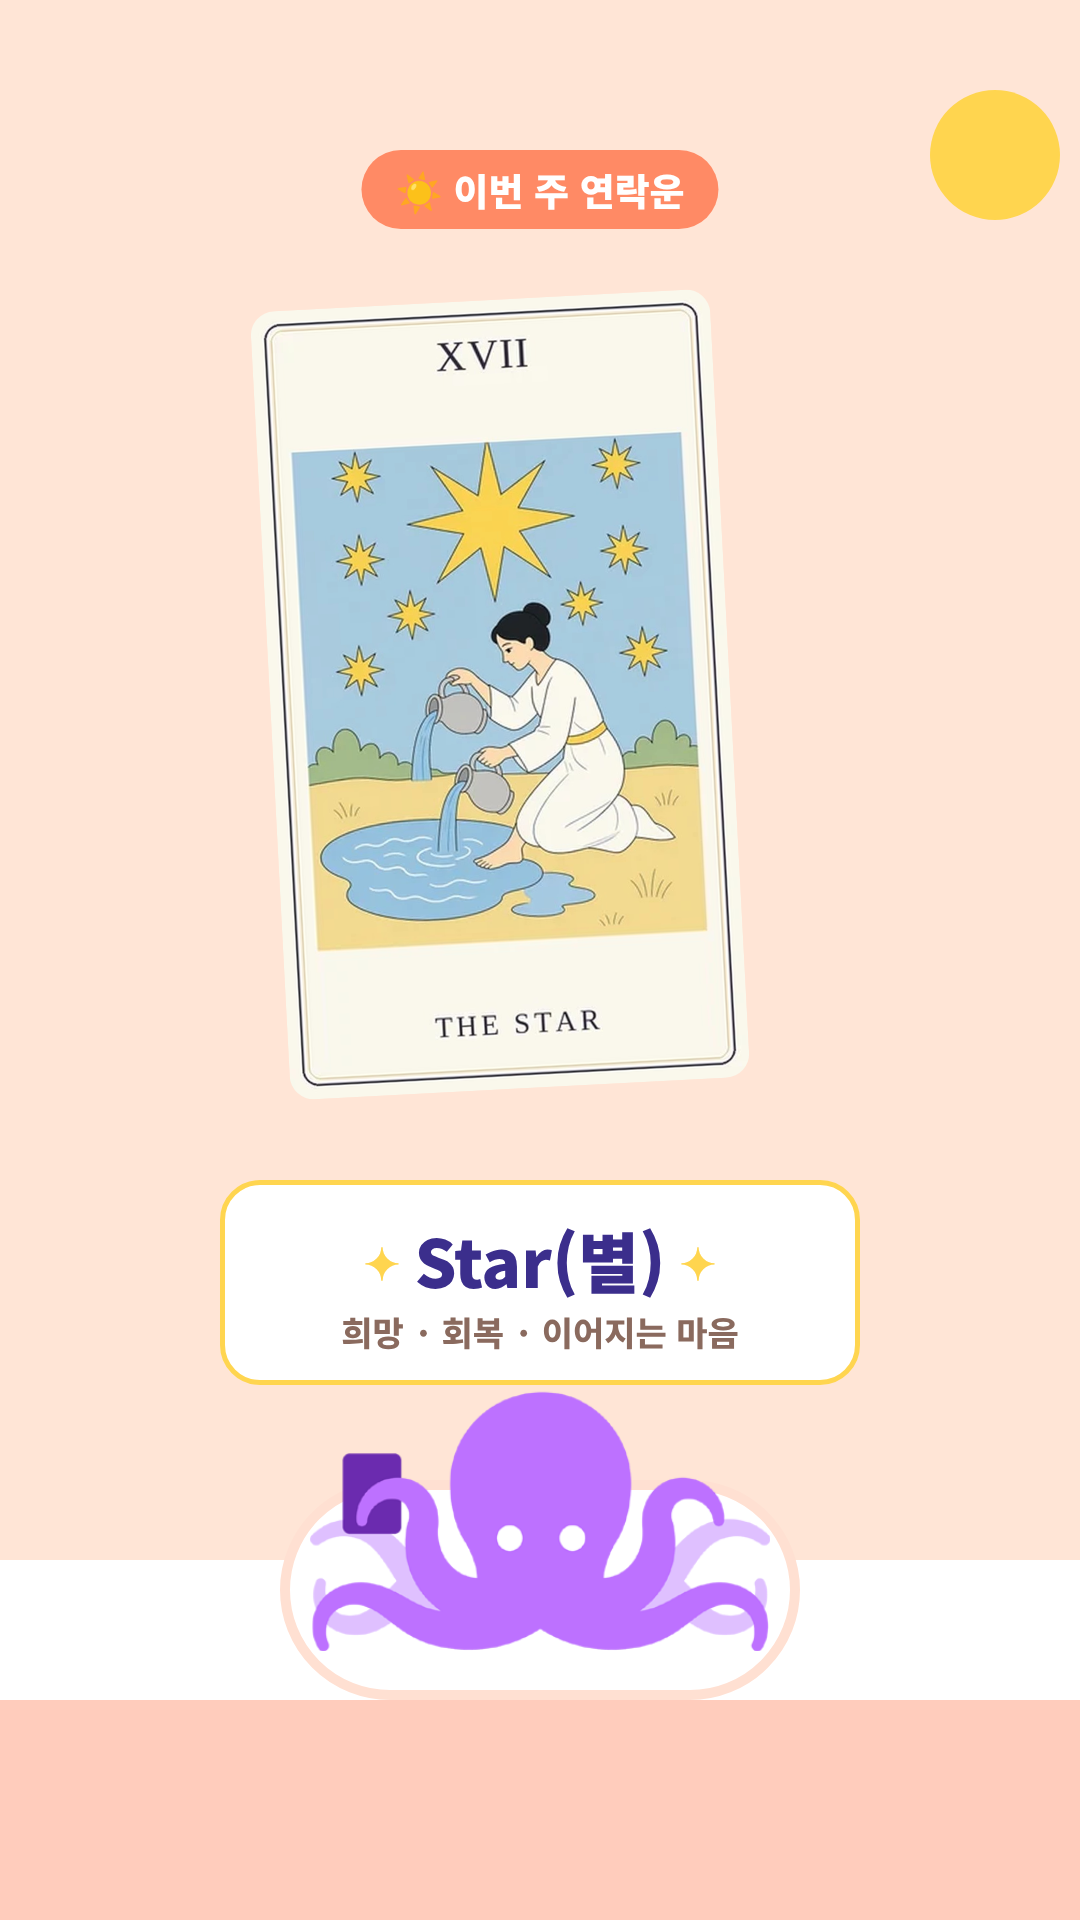 ☀️ 이번 주 연락운
XVII
THE STAR
✦ Star(별) ✦
희망 · 회복 · 이어지는 마음